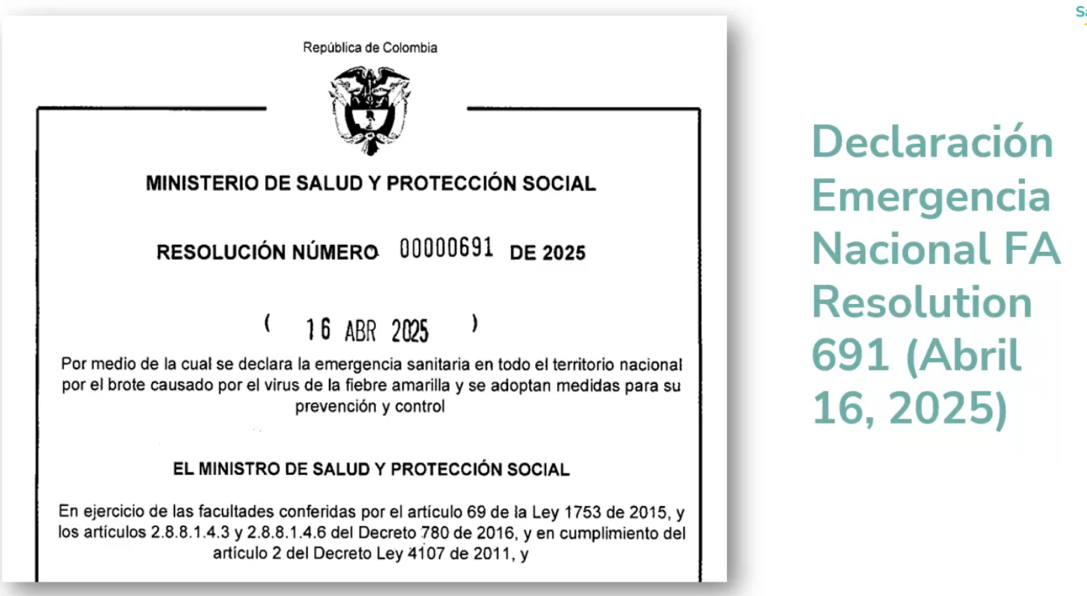 República de Colombia
MINISTERIO DE SALUD Y PROTECCIÓN SOCIAL
RESOLUCIÓN NÚMERO 00000691 DE 2025
( 16 ABR 2025 )
Por medio de la cual se declara la emergencia sanitaria en todo el territorio nacional
por el brote causado por el virus de la fiebre amarilla y se adoptan medidas para su
prevención y control
EL MINISTRO DE SALUD Y PROTECCIÓN SOCIAL
En ejercicio de las facultades conferidas por el artículo 69 de la Ley 1753 de 2015, y
los artículos 2.8.8.1.4.3 y 2.8.8.1.4.6 del Decreto 780 de 2016, y en cumplimiento del
artículo 2 del Decreto Ley 4107 de 2011, y
Declaración
Emergencia
Nacional FA
Resolution
691 (Abril
16, 2025)